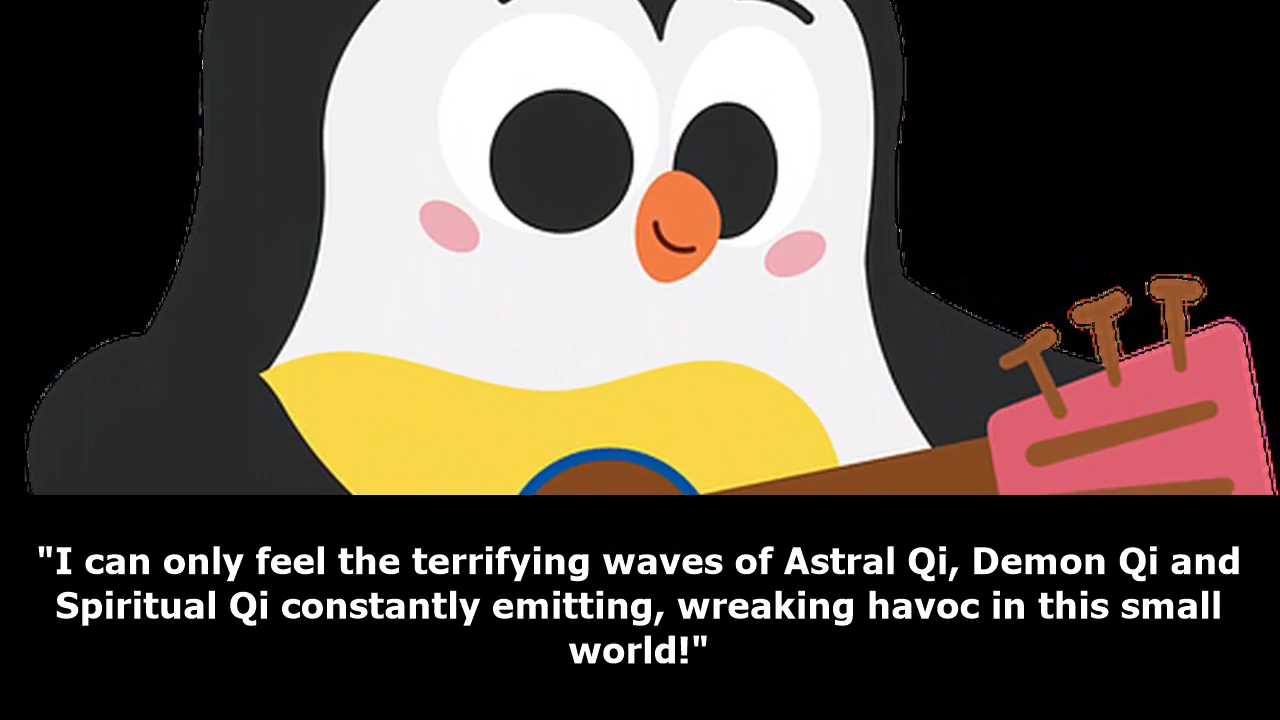 "I can only feel the terrifying waves of Astral Qi, Demon Qi and
Spiritual Qi constantly emitting, wreaking havoc in this small
world!"